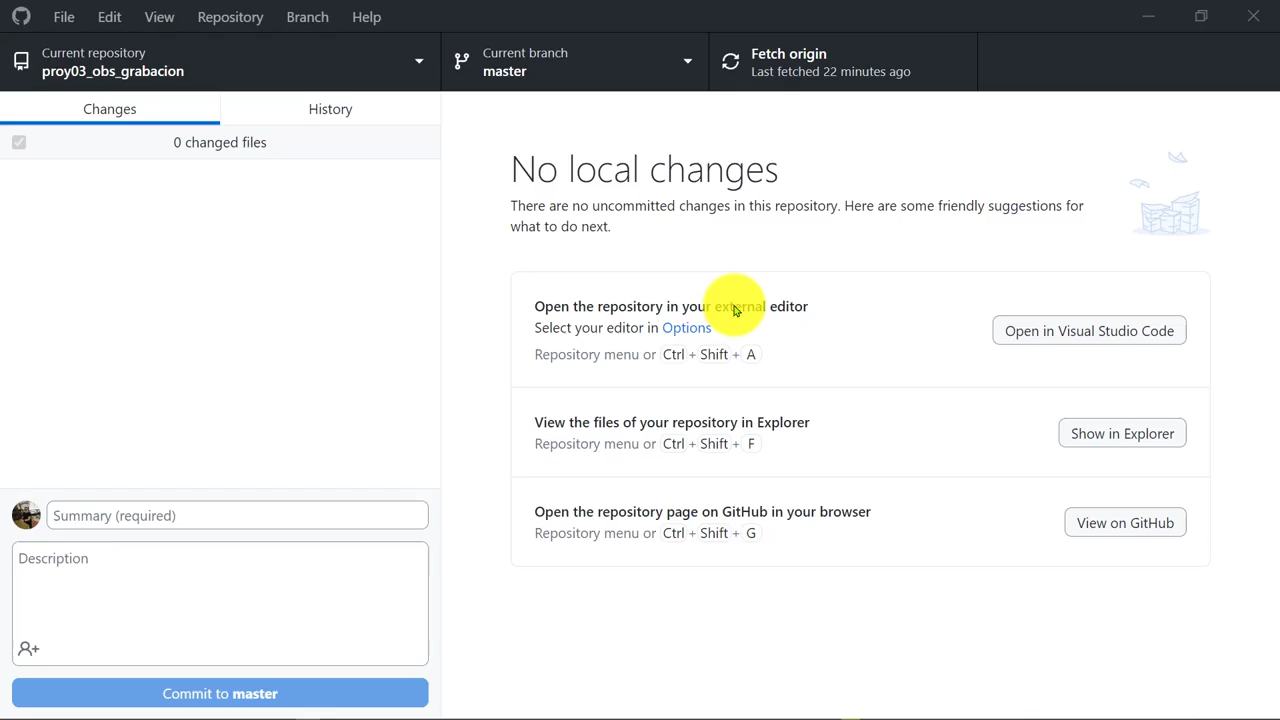 File Edit View Repository Branch Help
Current repository
proy03_obs_grabacion
Current branch
master
Fetch origin
Last fetched 22 minutes ago
Changes
History
0 changed files
No local changes
There are no uncommitted changes in this repository. Here are some friendly suggestions for
what to do next.
Open the repository in your external editor
Select your editor in Options
Repository menu or Ctrl + Shift + A
Open in Visual Studio Code
View the files of your repository in Explorer
Repository menu or Ctrl + Shift + F
Show in Explorer
Open the repository page on GitHub in your browser
Repository menu or Ctrl + Shift + G
View on GitHub
Summary (required)
Description
Commit to master